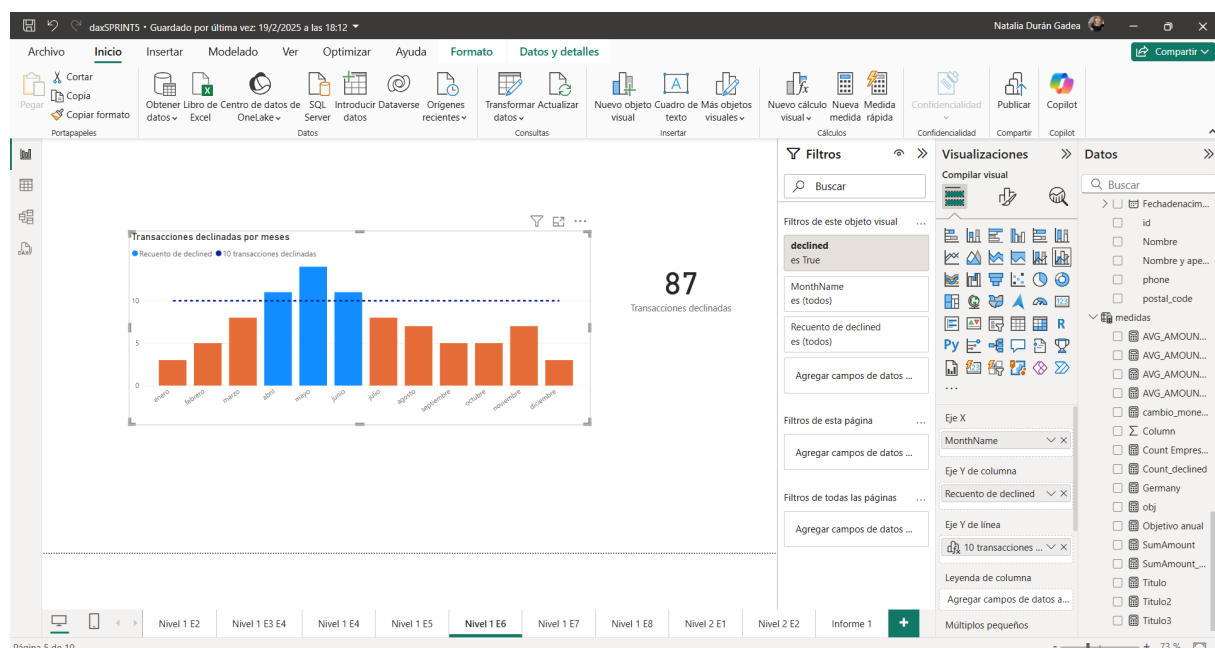 daxSPRINT5 • Guardado por última vez: 19/2/2025 a las 18:12
Natalia Durán Gadea
Archivo Inicio Insertar Modelado Ver Optimizar Ayuda Formato Datos y detalles
Compartir
Pegar
Cortar
Copia
Copiar formato
Portapapeles
Obtener datos
Libro de Excel
Centro de datos de OneLake
SQL Server
Introducir datos
Dataverse
Orígenes recientes
Datos
Transformar datos
Actualizar
Consultas
Nuevo objeto visual
Cuadro de texto
Más objetos visuales
Insertar
Nuevo cálculo visual
Nueva medida
Medida rápida
Cálculos
Confidencialidad
Confidencialidad
Publicar
Compartir
Copilot
Copilot
Transacciones declinadas por meses
Recuento de declined 10 transacciones declinadas
10
5
0
enero febrero marzo abril mayo junio julio agosto septiembre octubre noviembre diciembre
87
Transacciones declinadas
Filtros
Buscar
Filtros de este objeto visual ...
declined
es True
MonthName
es (todos)
Recuento de declined
es (todos)
Agregar campos de datos ...
Filtros de esta página ...
Agregar campos de datos ...
Filtros de todas las páginas ...
Agregar campos de datos ...
Visualizaciones
Compilar visual
123
R
Py
...
Eje X
MonthName
Eje Y de columna
Recuento de declined
Eje Y de línea
10 transacciones ...
Leyenda de columna
Agregar campos de datos a...
Múltiplos pequeños
Datos
Buscar
Fechadenacim...
id
Nombre
Nombre y ape...
phone
postal_code
medidas
AVG_AMOUN...
AVG_AMOUN...
AVG_AMOUN...
AVG_AMOUN...
cambio_mone...
Column
Count Empres...
Count_declined
Germany
obj
Objetivo anual
SumAmount
SumAmount_...
Titulo
Titulo2
Titulo3
Nivel 1 E2 Nivel 1 E3 E4 Nivel 1 E4 Nivel 1 E5 Nivel 1 E6 Nivel 1 E7 Nivel 1 E8 Nivel 2 E1 Nivel 2 E2 Informe 1 +
Página 5 de 10
- + 73 %